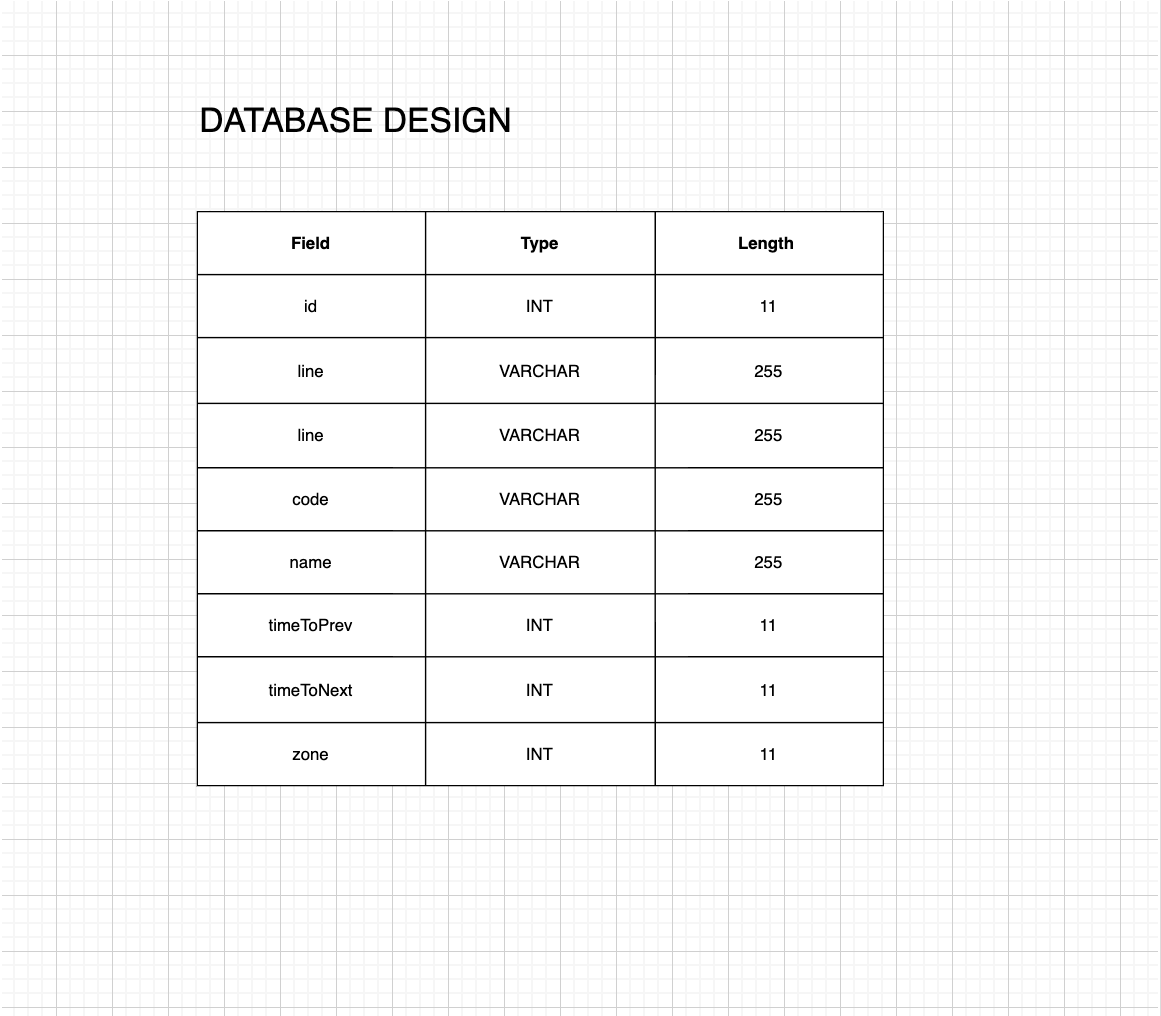 DATABASE DESIGN
Field Type Length
id INT 11
line VARCHAR 255
line VARCHAR 255
code VARCHAR 255
name VARCHAR 255
timeToPrev INT 11
timeToNext INT 11
zone INT 11